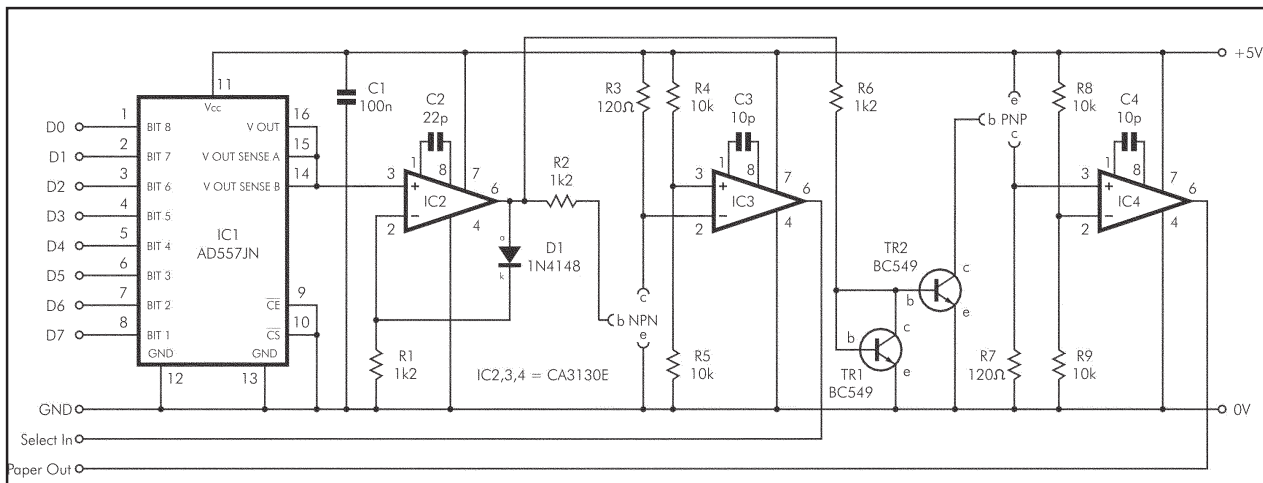 11
Vcc
1
D0
BIT 8
V OUT
16
2
D1
BIT 7
V OUT SENSE A
15
3
D2
BIT 6
V OUT SENSE B
14
4
D3
BIT 5
5
D4
BIT 4
IC1
AD557JN
6
D5
BIT 3
7
D6
BIT 2
CE
9
8
D7
BIT 1
CS
10
GND
GND
12
13
C1
100n
C2
22p
1
8
3
+
IC2
−
2
7
6
4
R2
1k2
a
D1
1N4148
k
R1
1k2
IC2,3,4 = CA3130E
R3
120Ω
R4
10k
c
b NPN
e
R5
10k
C3
10p
1
8
3
+
IC3
−
2
7
6
4
R6
1k2
b
c
TR1
BC549
e
TR2
BC549
b
c
e
e
b PNP
c
R7
120Ω
R8
10k
R9
10k
C4
10p
1
8
3
+
IC4
−
2
7
6
4
+5V
0V
GND
Select In
Paper Out